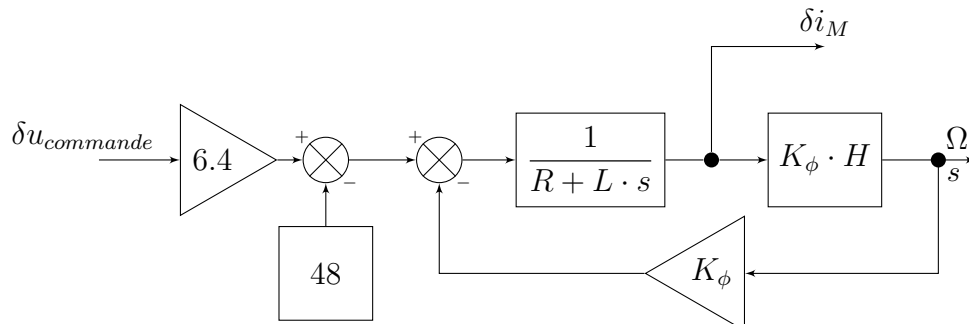 δi_M
δu_commande
6.4
+
−
48
+
−
1
R + L · s
K_ϕ · H
Ω
s
K_ϕ